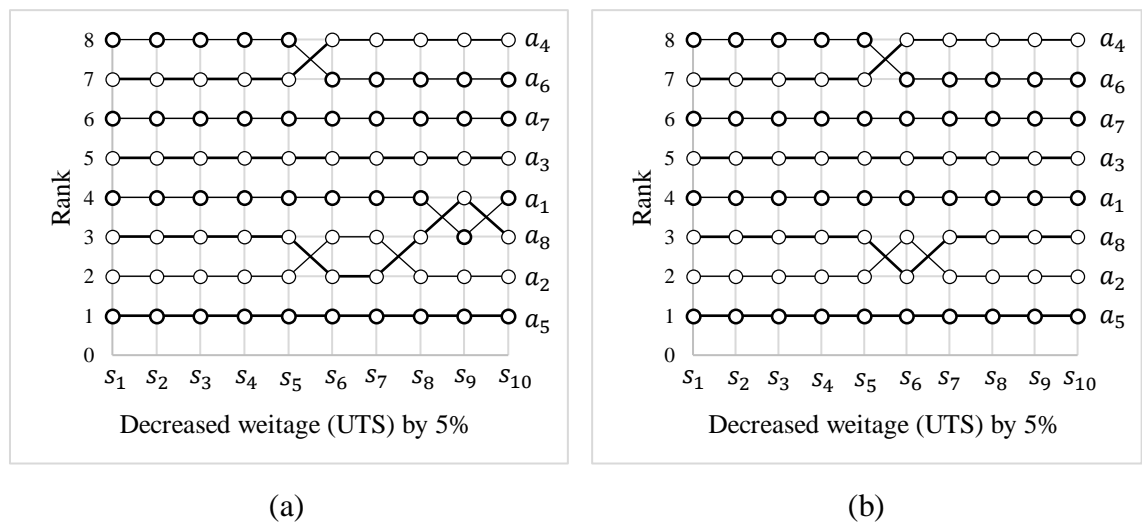 8
7
6
5
4
3
2
1
0
Rank
a₄
a₆
a₇
a₃
a₁
a₈
a₂
a₅
s₁ s₂ s₃ s₄ s₅ s₆ s₇ s₈ s₉ s₁₀
Decreased weitage (UTS) by 5%
(a)
8
7
6
5
4
3
2
1
0
Rank
a₄
a₆
a₇
a₃
a₁
a₈
a₂
a₅
s₁ s₂ s₃ s₄ s₅ s₆ s₇ s₈ s₉ s₁₀
Decreased weitage (UTS) by 5%
(b)